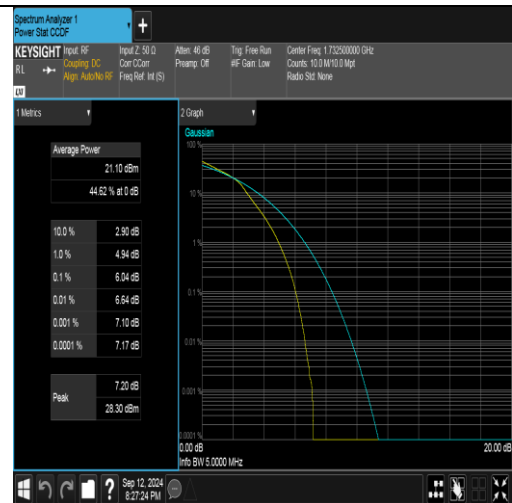 Spectrum Analyzer 1
Power Stat CCDF
+
KEYSIGHT
RL
LXI
Input: RF
Coupling: DC
Align: Auto/No RF
Input Z: 50 Ω
Corr CCorr
Freq Ref: Int (S)
Atten: 46 dB
Preamp: Off
Trig: Free Run
#IF Gain: Low
Center Freq: 1.732500000 GHz
Counts: 10.0 M/10.0 Mpt
Radio Std: None
1 Metrics
Average Power
21.10 dBm
44.62 % at 0 dB
10.0 % 2.90 dB
1.0 % 4.94 dB
0.1 % 6.04 dB
0.01 % 6.64 dB
0.001 % 7.10 dB
0.0001 % 7.17 dB
Peak
7.20 dB
28.30 dBm
2 Graph
Gaussian
100 %
10 %
1 %
0.1 %
0.01 %
0.001 %
0.0001 %
0.00 dB 20.00 dB
Info BW 5.0000 MHz
?
Sep 12, 2024
8:27:24 PM